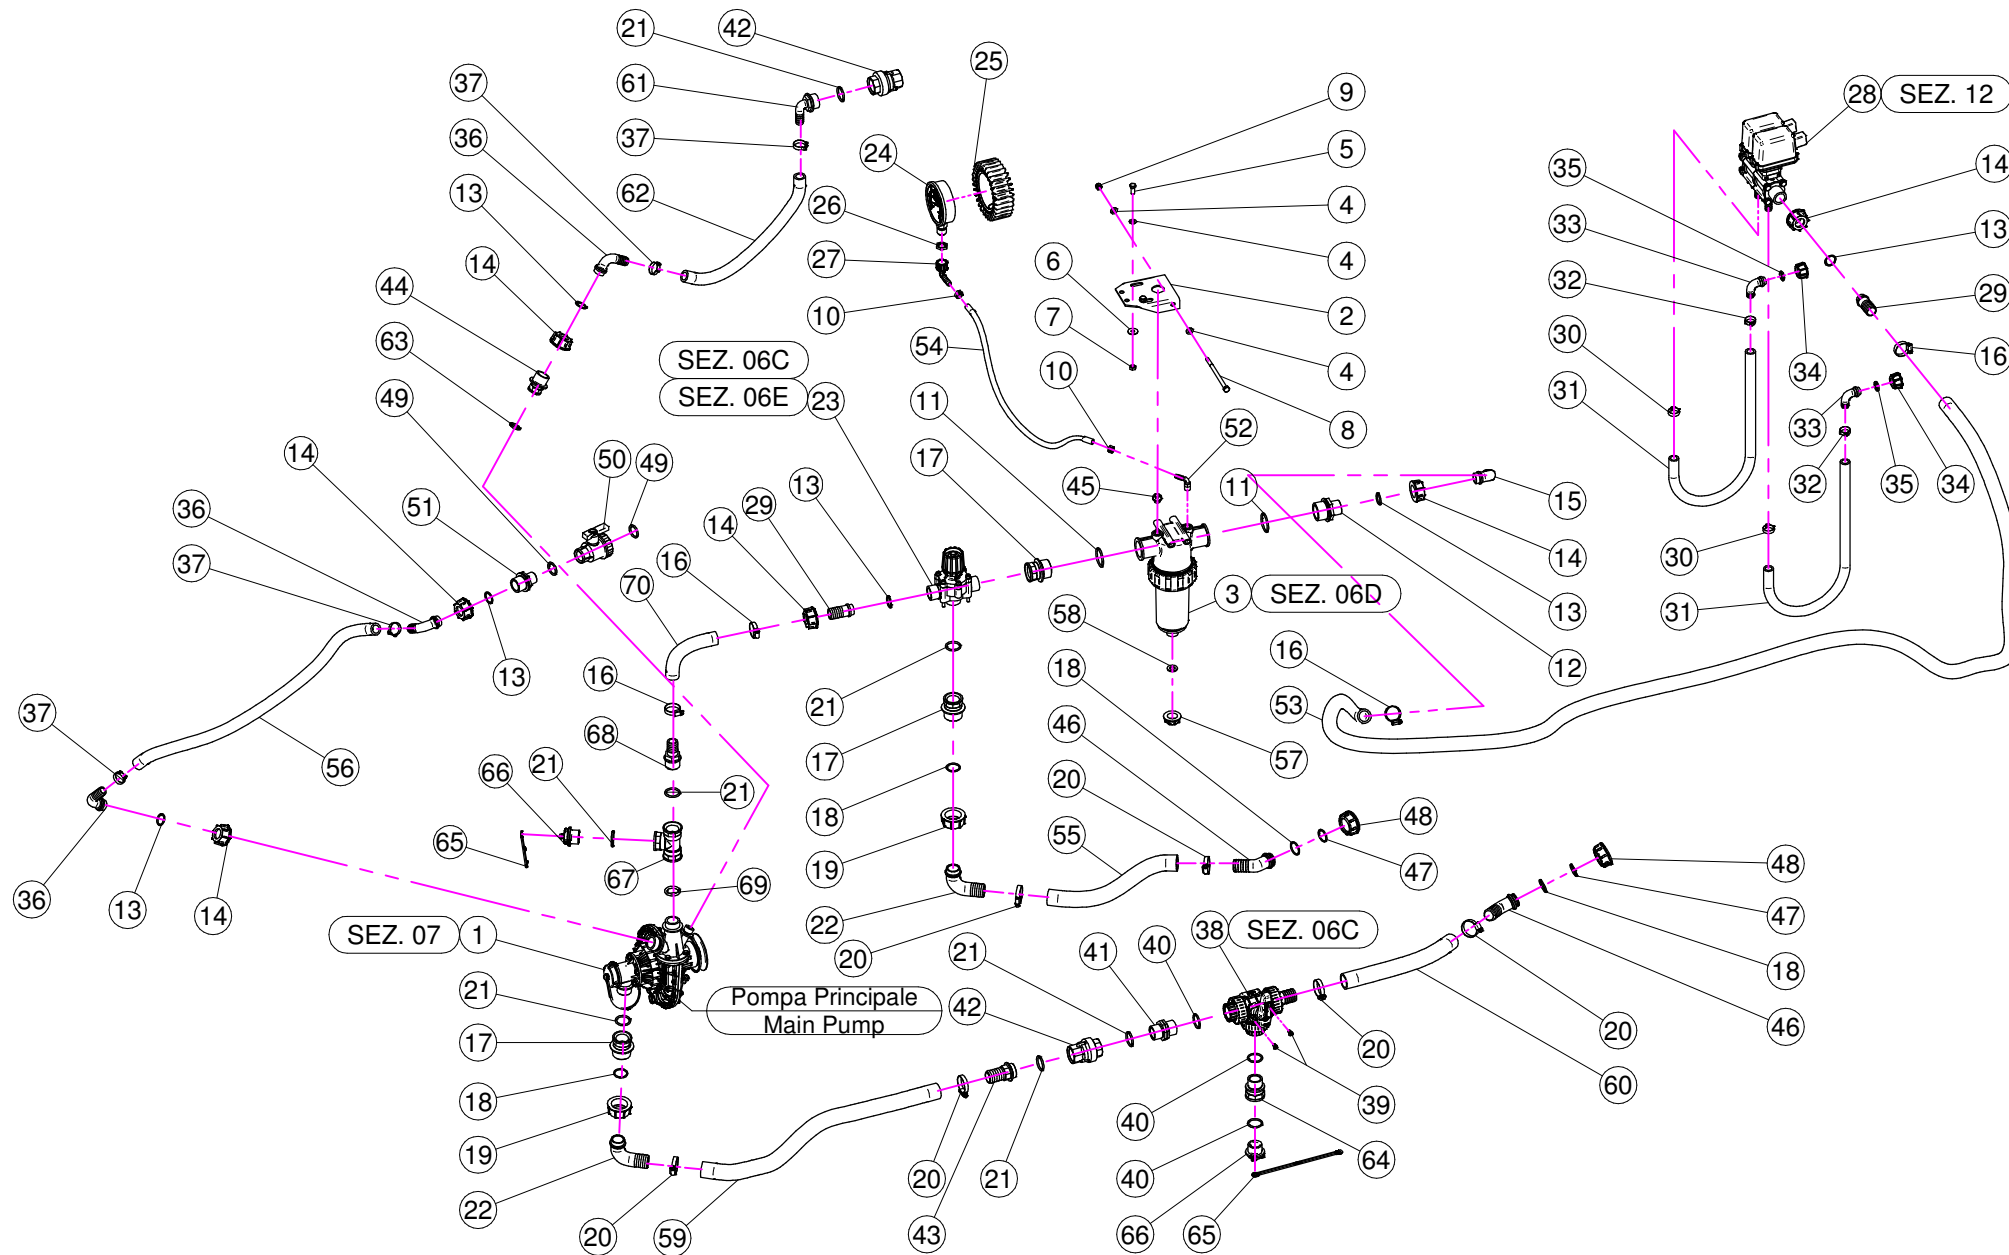 21 42
25
37 61
9
28 SEZ. 12
36 37 24 5
14
35
13 62 26 4
33 13
14 27 4
6
44 32 29
10 7 2
63 SEZ. 06C 54 30 34 16
10 4
49 SEZ. 06E 23 11 31
8 33 35 34
14 50 49 17 52 32
13 45 11 15
36 51 29 14
37 16 14 30
70 3 SEZ. 06D 13 31
58
13 16 21 18 16 12
37 53
56 68 17 46 57
66 21 21 20
18 48
65 67 55 48
19 47
36 13 14 69 22 47
SEZ. 07 1 38 SEZ. 06C
20 21 41 40 18
21 Pompa Principale 42 20 46
Main Pump
17 20 60
18 39
40
19 20 21 64
40
22 20 59 43 66 65